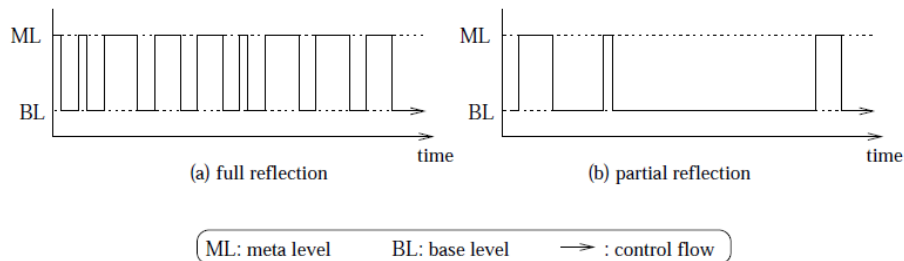 ML
BL
time
(a) full reflection
ML
BL
time
(b) partial reflection
ML: meta level BL: base level : control flow